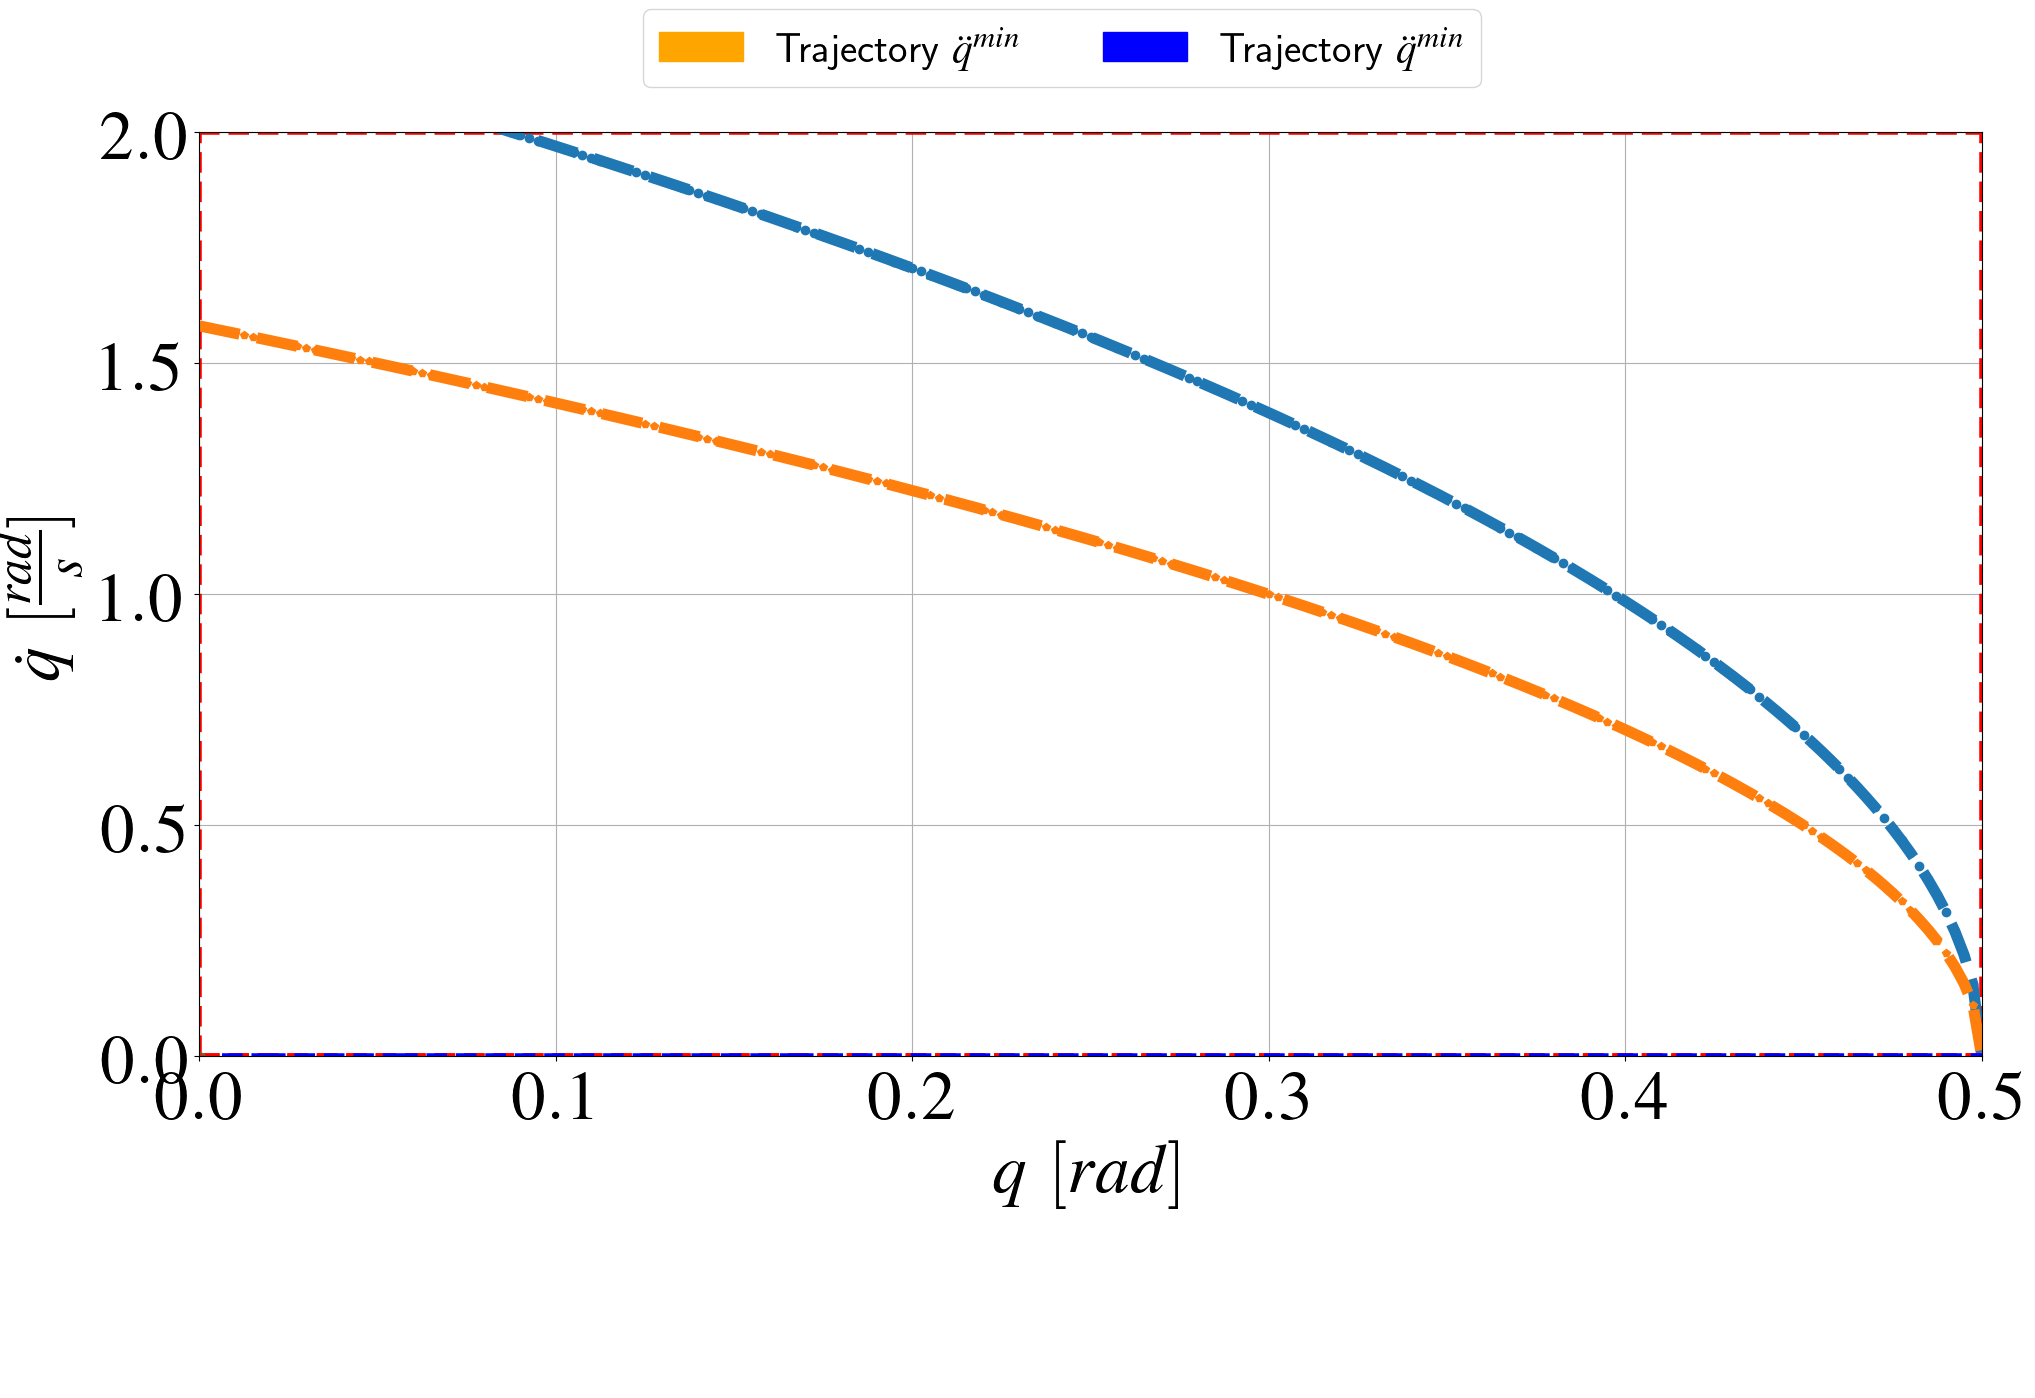 Trajectory q̈^min Trajectory q̈^min
2.0
1.5
1.0
0.5
0.0
q̇ [rad/s]
0.0 0.1 0.2 0.3 0.4 0.5
q [rad]